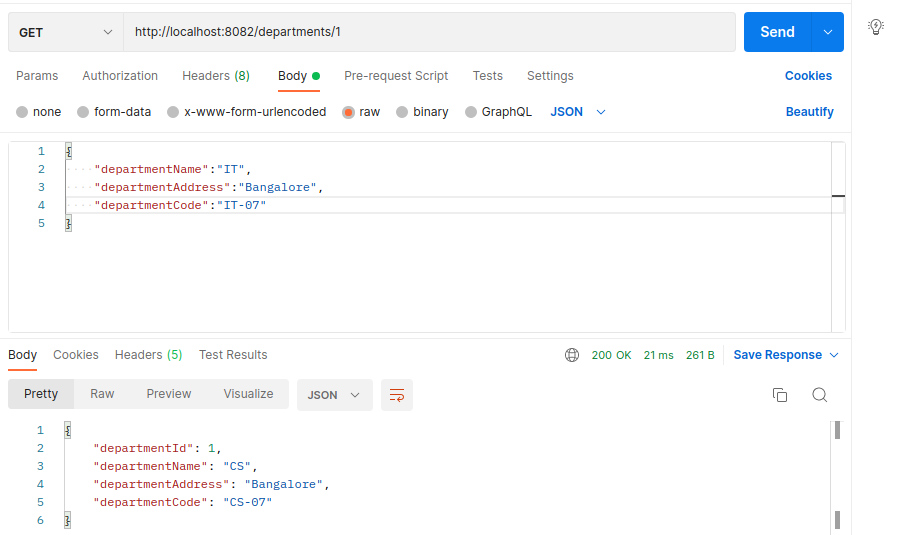 GET http://localhost:8082/departments/1 Send
Params Authorization Headers (8) Body Pre-request Script Tests Settings Cookies
none form-data x-www-form-urlencoded raw binary GraphQL JSON Beautify
1 {
2 "departmentName":"IT",
3 "departmentAddress":"Bangalore",
4 "departmentCode":"IT-07"
5 }
Body Cookies Headers (5) Test Results 200 OK 21 ms 261 B Save Response
Pretty Raw Preview Visualize JSON
1 {
2 "departmentId": 1,
3 "departmentName": "CS",
4 "departmentAddress": "Bangalore",
5 "departmentCode": "CS-07"
6 }